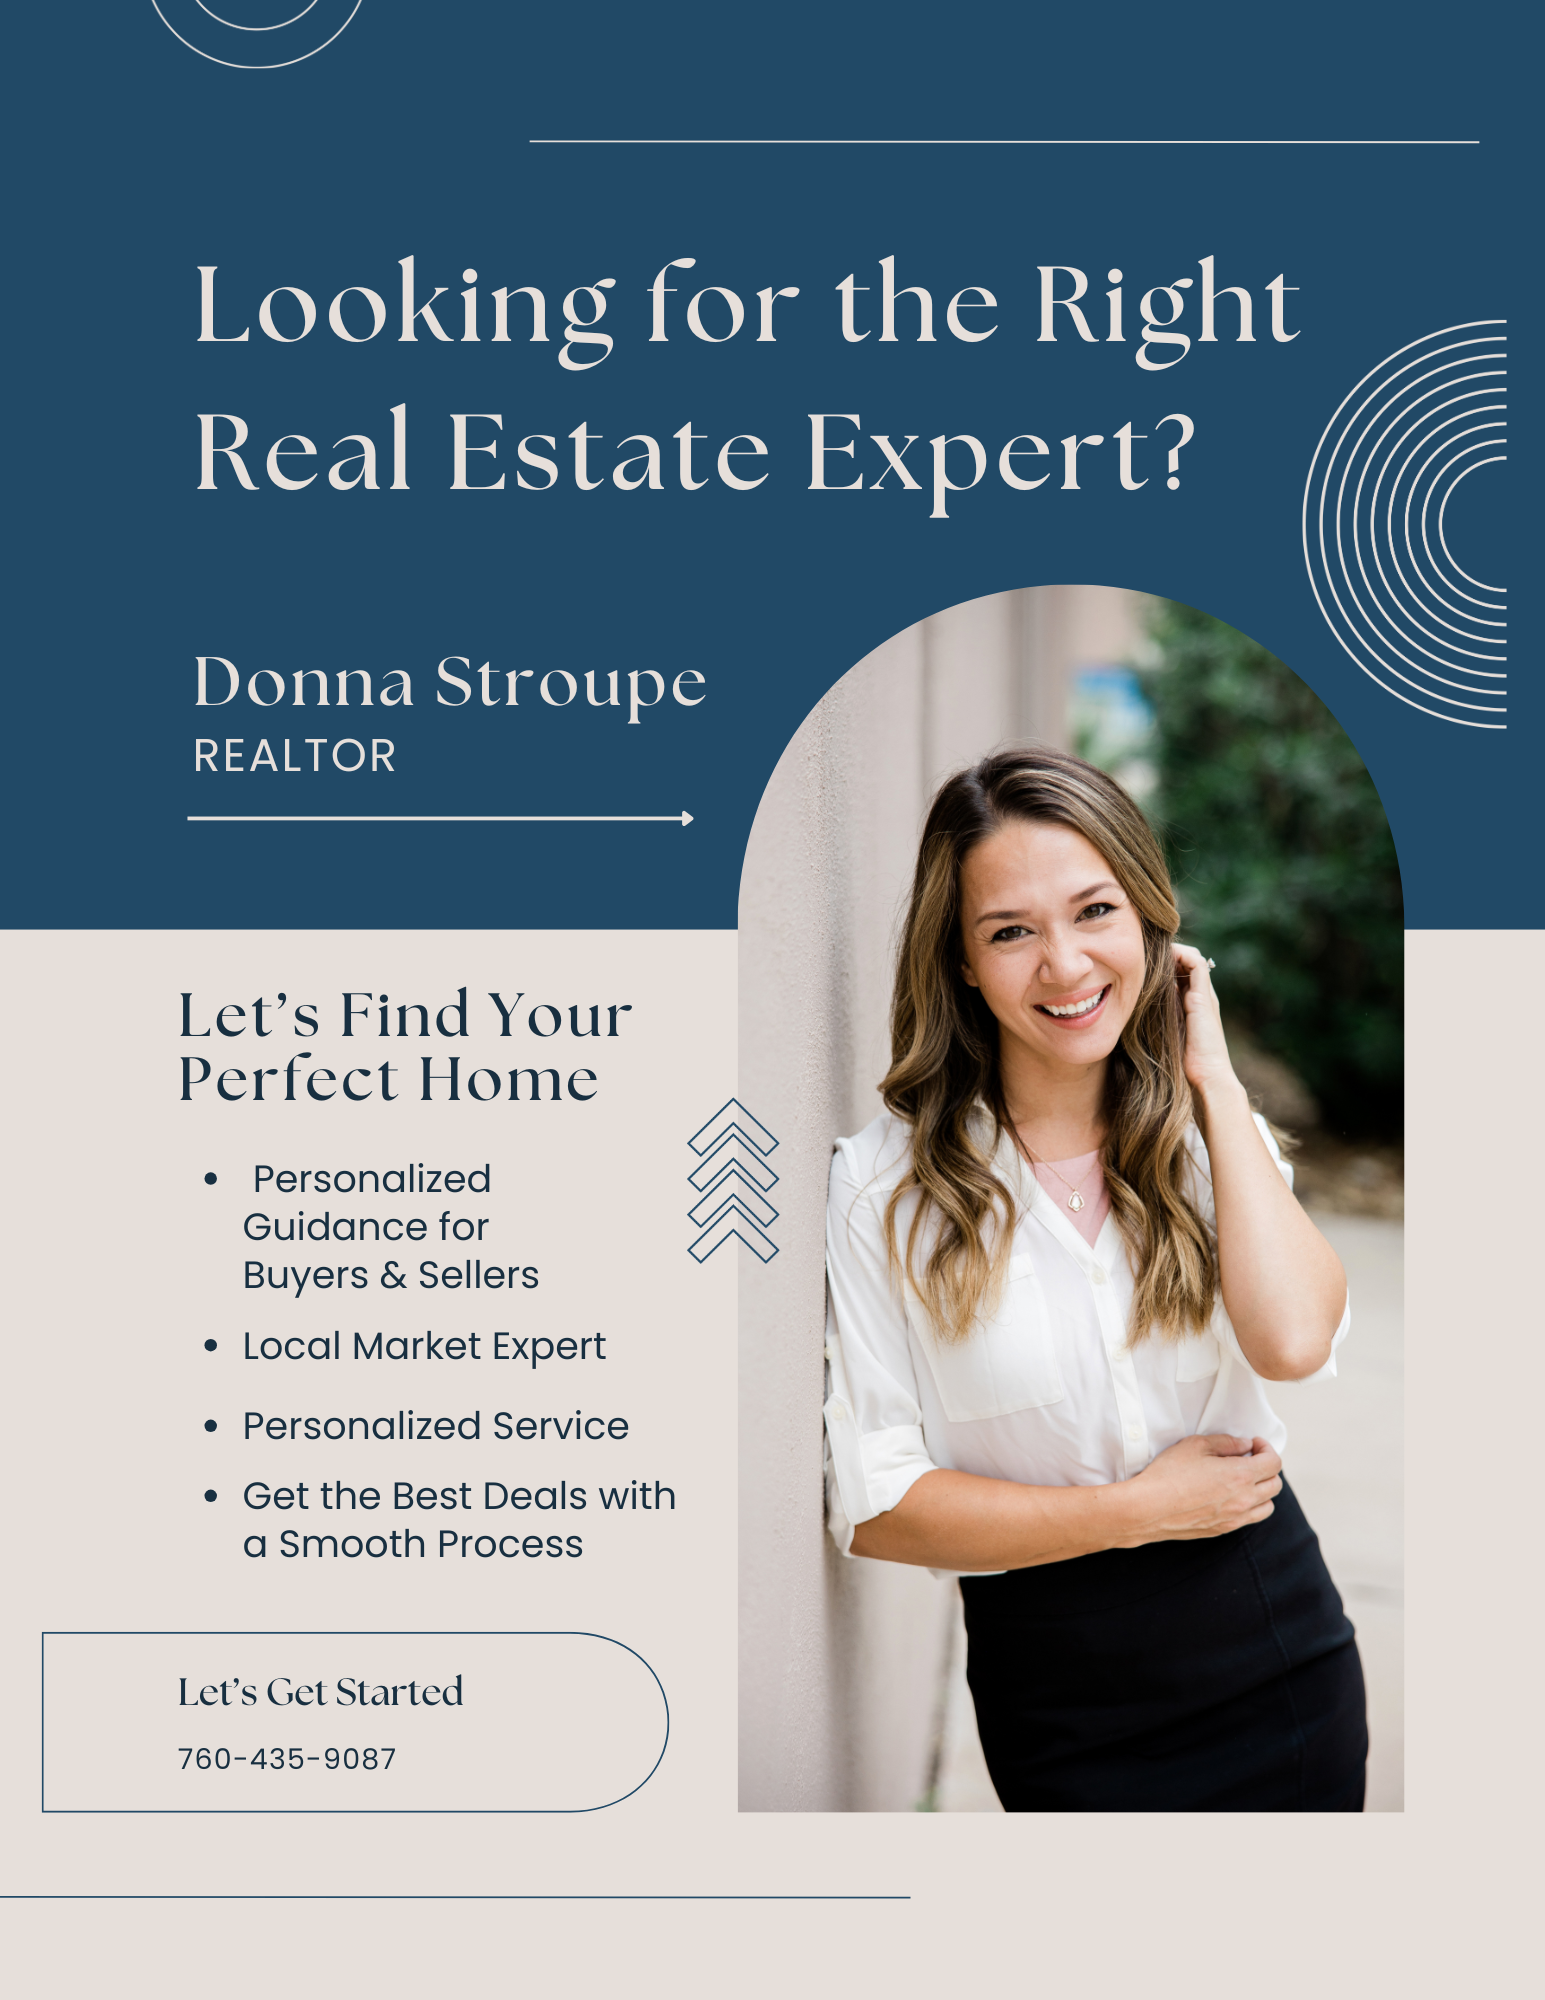 Looking for the Right
Real Estate Expert?
Donna Stroupe
REALTOR
Let’s Find Your
Perfect Home
• Personalized
Guidance for
Buyers & Sellers
• Local Market Expert
• Personalized Service
• Get the Best Deals with
a Smooth Process
Let’s Get Started
760-435-9087